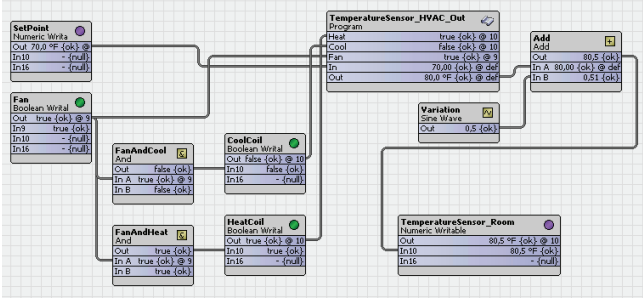 SetPoint
Numeric Writa
Out 70,0 °F {ok} @
In10 - {null}
In16 - {null}
Fan
Boolean Writal
Out true {ok} @ 9
In9 true {ok}
In10 - {null}
In16 - {null}
FanAndCool
And
Out false {ok}
In A true {ok} @ 9
In B false {ok}
CoolCoil
Boolean Writal
Out false {ok} @ 10
In10 false {ok}
In16 - {null}
FanAndHeat
And
Out true {ok}
In A true {ok} @ 9
In B true {ok}
HeatCoil
Boolean Writal
Out true {ok} @ 10
In10 true {ok}
In16 - {null}
TemperatureSensor_HVAC_Out
Program
Heat true {ok} @ 10
Cool false {ok} @ 10
Fan true {ok} @ 9
In 70,00 {ok} @ def
Out 80,0 °F {ok} @ def
Variation
Sine Wave
Out 0,5 {ok}
Add
Add
Out 80,5 {ok}
In A 80,00 {ok} @ def
In B 0,51 {ok}
TemperatureSensor_Room
Numeric Writable
Out 80,5 °F {ok} @ 10
In10 80,5 °F {ok}
In16 - {null}